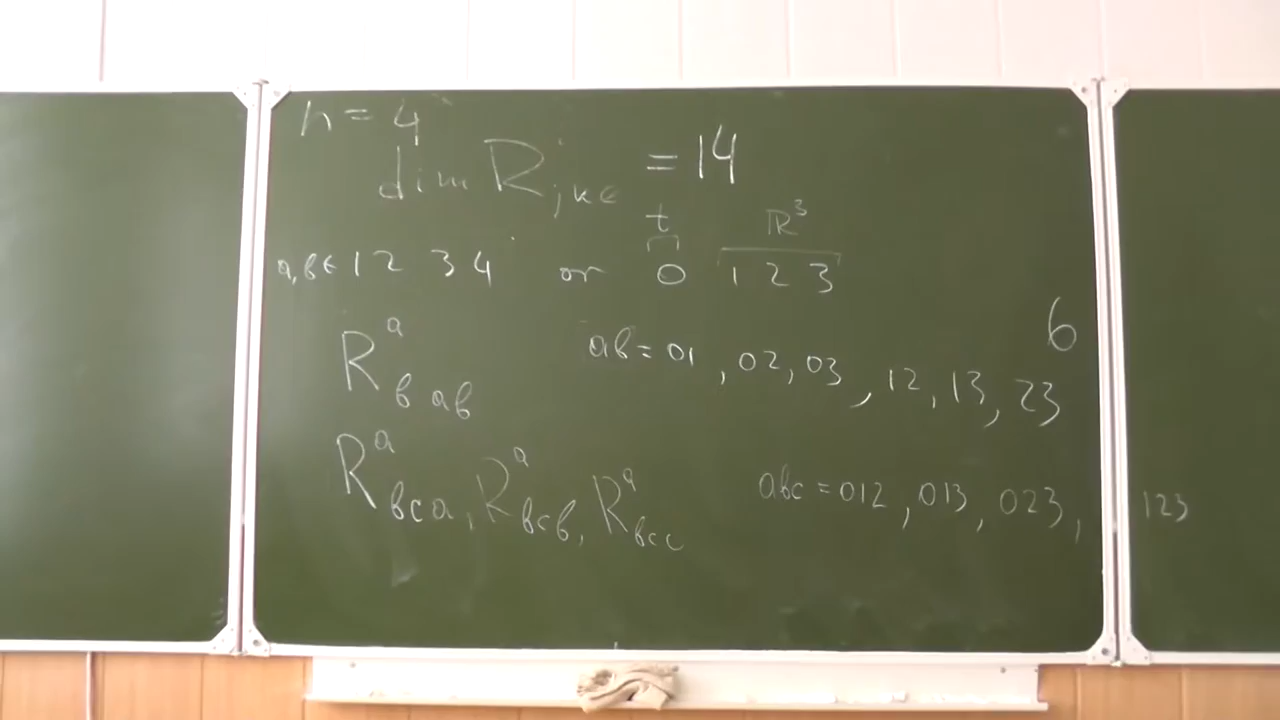 n = 4
dim R^i_{jkl} = 14
t ℝ³
a,b ∈ 1 2 3 4 or 0 1 2 3
6
R^a_{bab} ab = 01, 02, 03, 12, 13, 23
R^a_{bca}, R^a_{bcb}, R^a_{bcc} abc = 012, 013, 023, 123